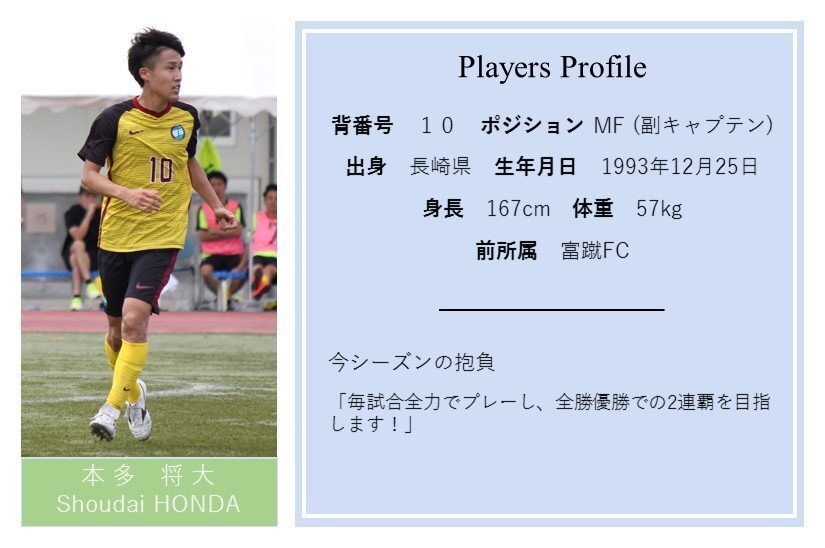 10
本多　将大
Shoudai HONDA
Players Profile
背番号　１０　ポジション MF (副キャプテン)
出身　長崎県　生年月日　1993年12月25日
身長　167cm　体重　57kg
前所属　富蹴FC
今シーズンの抱負
「毎試合全力でプレーし、全勝優勝での2連覇を目指
します！」